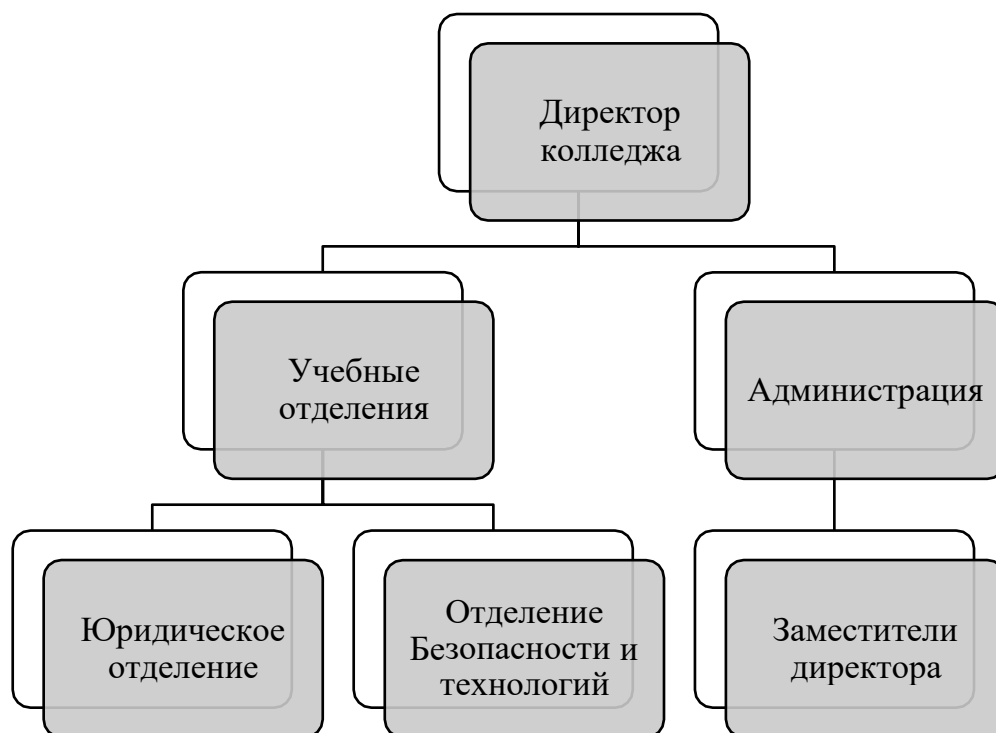 Директор
колледжа
Учебные
отделения
Администрация
Юридическое
отделение
Отделение
Безопасности и
технологий
Заместители
директора